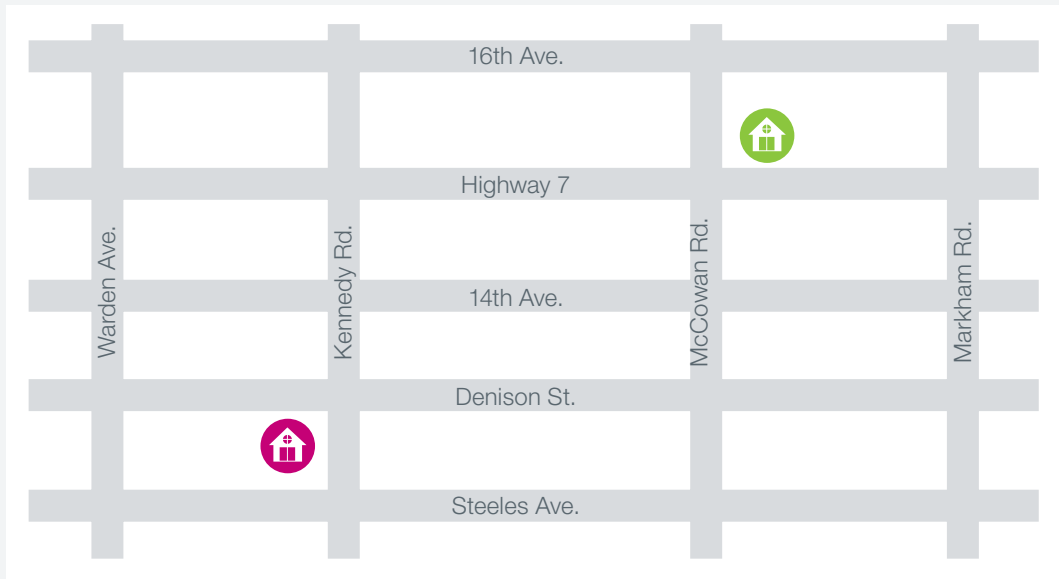 16th Ave.
Highway 7
Warden Ave.
Kennedy Rd.
McCowan Rd.
Markham Rd.
14th Ave.
Denison St.
Steeles Ave.